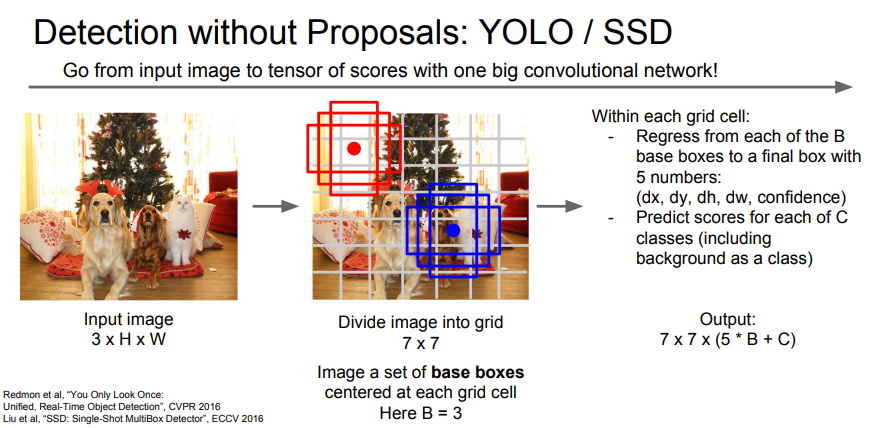 Detection without Proposals: YOLO / SSD
Go from input image to tensor of scores with one big convolutional network!
Input image
3 x H x W
Divide image into grid
7 x 7
Image a set of base boxes
centered at each grid cell
Here B = 3
Within each grid cell:
- Regress from each of the B
base boxes to a final box with
5 numbers:
(dx, dy, dh, dw, confidence)
- Predict scores for each of C
classes (including
background as a class)
Output:
7 x 7 x (5 * B + C)
Redmon et al, “You Only Look Once:
Unified, Real-Time Object Detection”, CVPR 2016
Liu et al, “SSD: Single-Shot MultiBox Detector”, ECCV 2016